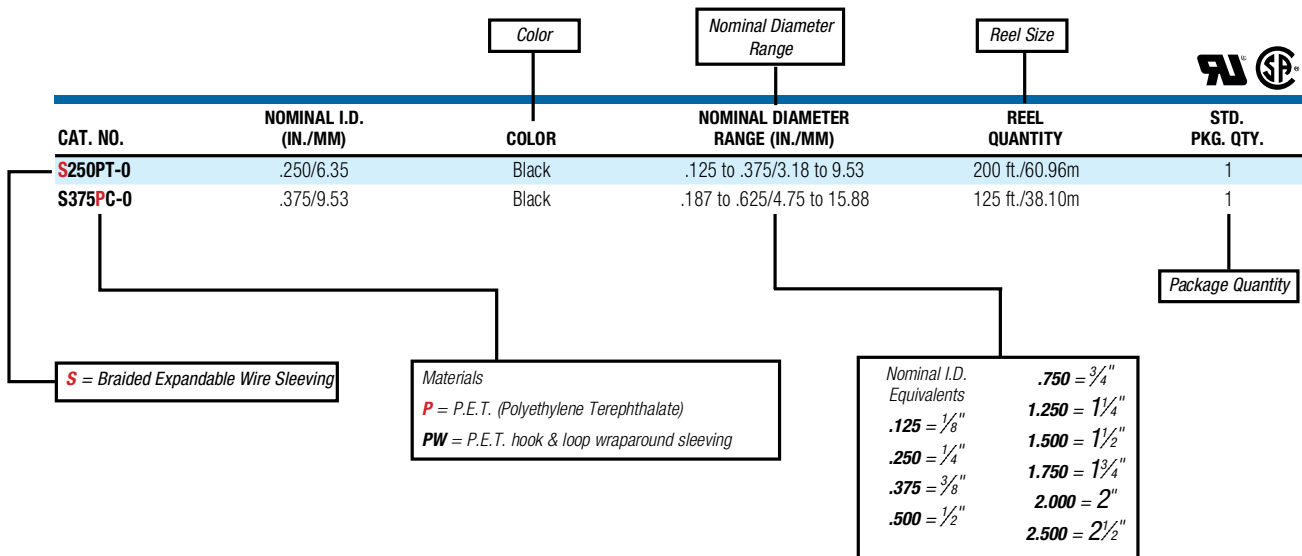 Color
Nominal Diameter
Range
Reel Size
CAT. NO.
NOMINAL I.D.
(IN./MM)
COLOR
NOMINAL DIAMETER
RANGE (IN./MM)
REEL
QUANTITY
STD.
PKG. QTY.
S250PT-0 .250/6.35 Black .125 to .375/3.18 to 9.53 200 ft./60.96m 1
S375PC-0 .375/9.53 Black .187 to .625/4.75 to 15.88 125 ft./38.10m 1
Package Quantity
S = Braided Expandable Wire Sleeving
Materials
P = P.E.T. (Polyethylene Terephthalate)
PW = P.E.T. hook & loop wraparound sleeving
Nominal I.D.
Equivalents
.125 = 1/8"
.250 = 1/4"
.375 = 3/8"
.500 = 1/2"
.750 = 3/4"
1.250 = 1 1/4"
1.500 = 1 1/2"
1.750 = 1 3/4"
2.000 = 2"
2.500 = 2 1/2"